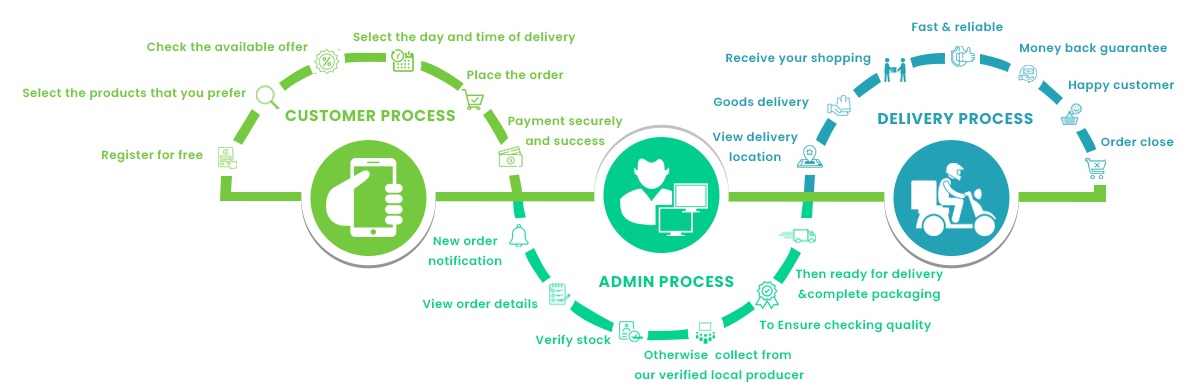 CUSTOMER PROCESS
Register for free
Select the products that you prefer
Check the available offer
Select the day and time of delivery
Place the order
Payment securely
and success
ADMIN PROCESS
New order
notification
View order details
Verify stock
Otherwise collect from
our verified local producer
To Ensure checking quality
Then ready for delivery
&complete packaging
DELIVERY PROCESS
View delivery
location
Goods delivery
Receive your shopping
Fast & reliable
Money back guarantee
Happy customer
Order close